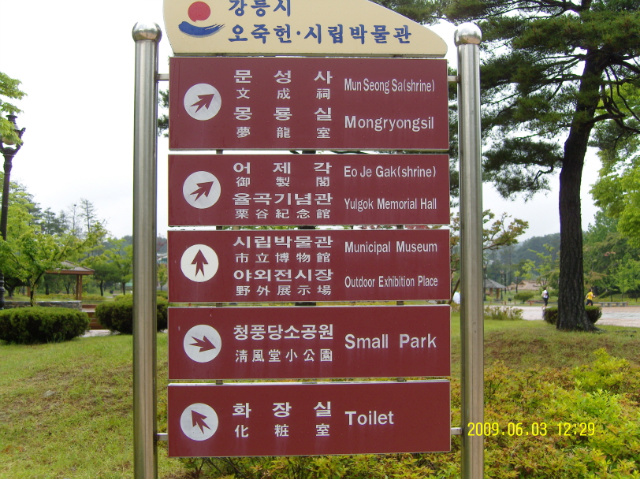 강릉시
오죽헌·시립박물관
문성사 Mun Seong Sa(shrine)
文成祠
몽룡실 Mongryongsil
夢龍室
어제각 Eo Je Gak(shrine)
御製閣
율곡기념관 Yulgok Memorial Hall
栗谷紀念館
시립박물관 Municipal Museum
市立博物館
야외전시장 Outdoor Exhibition Place
野外展示場
청풍당소공원 Small Park
淸風堂小公園
화장실 Toilet
化粧室
2009.06.03 12:29